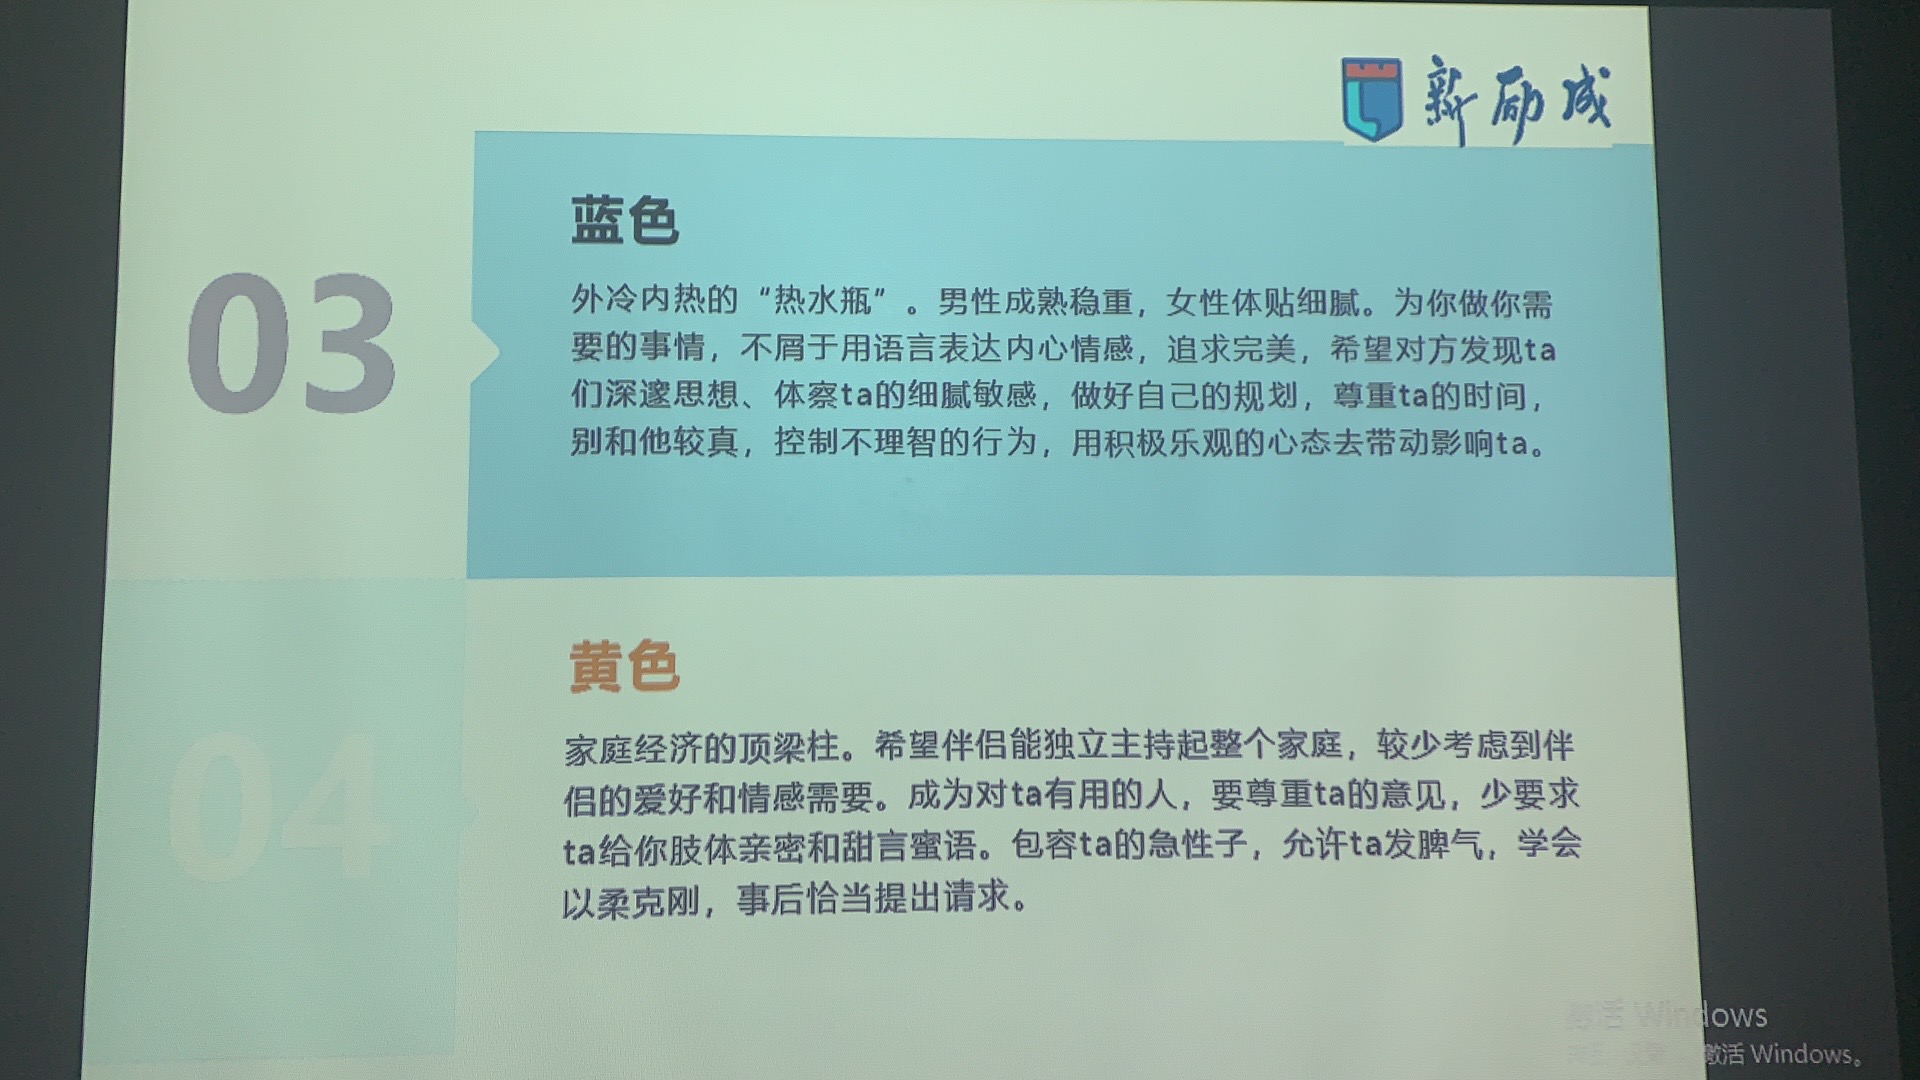 新励成
03
蓝色
外冷内热的“热水瓶”。男性成熟稳重，女性体贴细腻。为你做你需
要的事情，不屑于用语言表达内心情感，追求完美，希望对方发现ta
们深邃思想、体察ta的细腻敏感，做好自己的规划，尊重ta的时间，
别和他较真，控制不理智的行为，用积极乐观的心态去带动影响ta。
04
黄色
家庭经济的顶梁柱。希望伴侣能独立主持起整个家庭，较少考虑到伴
侣的爱好和情感需要。成为对ta有用的人，要尊重ta的意见，少要求
ta给你肢体亲密和甜言蜜语。包容ta的急性子，允许ta发脾气，学会
以柔克刚，事后恰当提出请求。
激活 Windows
激活 Windows。